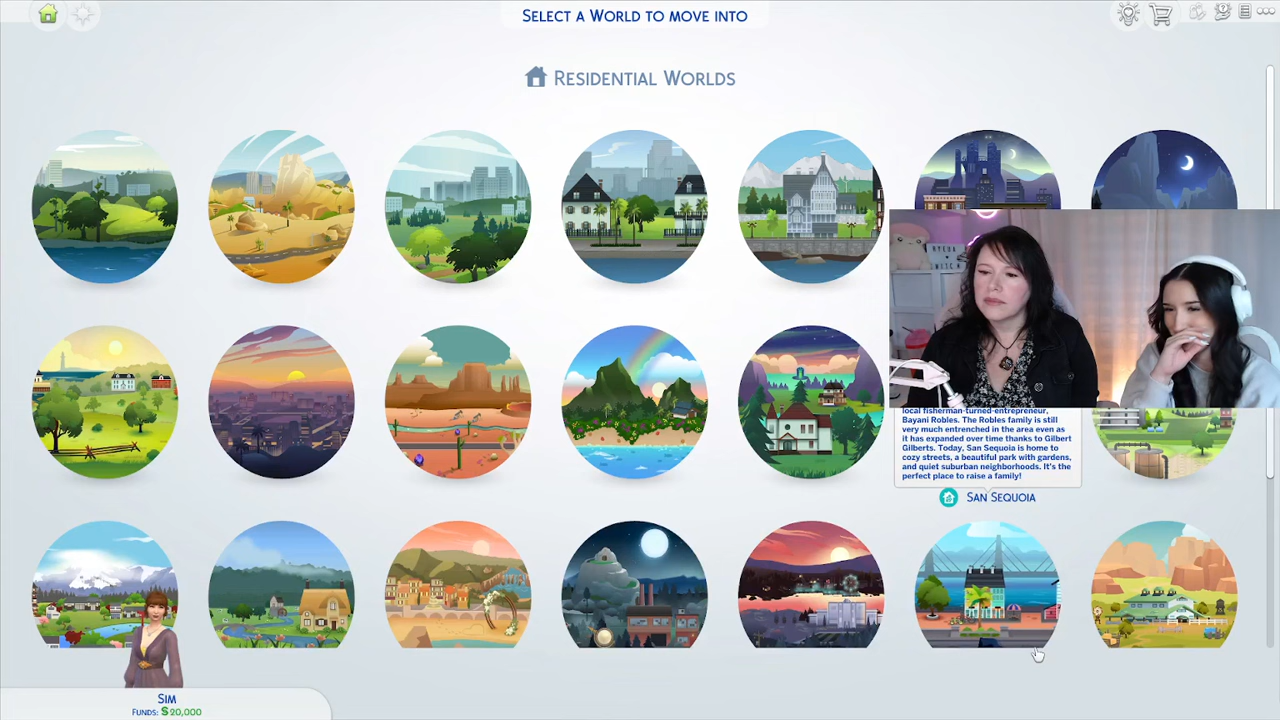 SELECT A WORLD TO MOVE INTO
RESIDENTIAL WORLDS
local fisherman-turned-entrepreneur,
Bayani Robles. The Robles family is still
very much entrenched in the area even as
it has expanded over time thanks to Gilbert
Gilberts. Today, San Sequoia is home to
cozy streets, a beautiful park with gardens,
and quiet suburban neighborhoods. It's the
perfect place to raise a family!
SAN SEQUOIA
SIM
FUNDS: §20,000